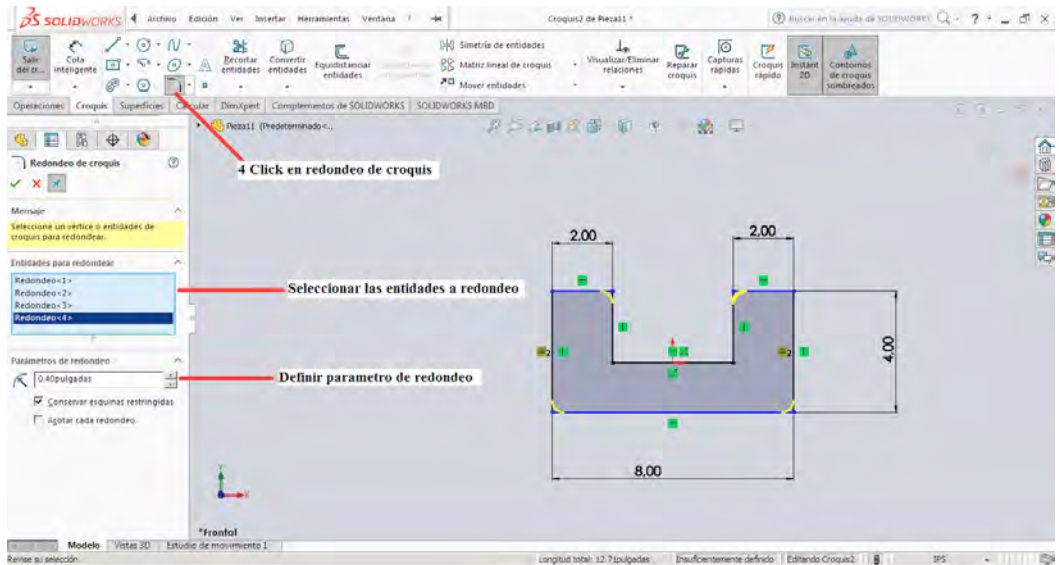 SOLIDWORKS Archivo Edición Ver Insertar Herramientas Ventana ? Croquis2 de Pieza11 * Buscar en la ayuda de SOLIDWORKS ?
Salir del cr... Cota inteligente Recortar entidades Convertir entidades Equidistanciar entidades Simetría de entidades Matriz lineal de croquis Mover entidades Visualizar/Eliminar relaciones Reparar croquis Capturas rápidas Croquis rápido Instant 2D Contornos de croquis sombreados
Operaciones Croquis Superficies Calcular DimXpert Complementos de SOLIDWORKS SOLIDWORKS MBD
Pieza11 (Predeterminado<...
Redondeo de croquis
4 Click en redondeo de croquis
Mensaje
Seleccione un vértice o entidades de
croquis para redondear.
Entidades para redondear
Redondeo<1>
Redondeo<2>
Redondeo<3>
Redondeo<4>
Seleccionar las entidades a redondeo
Parámetros de redondeo
0.40pulgadas
Definir parametro de redondeo
Conservar esquinas restringidas
Agotar cada redondeo
2,00
2,00
2
2
4,00
8,00
Y
X
*Frontal
Modelo Vistas 3D Estudio de movimiento 1
Revise su selección. Longitud total: 12.71pulgadas Insuficientemente definido Editando Croquis2 IPS